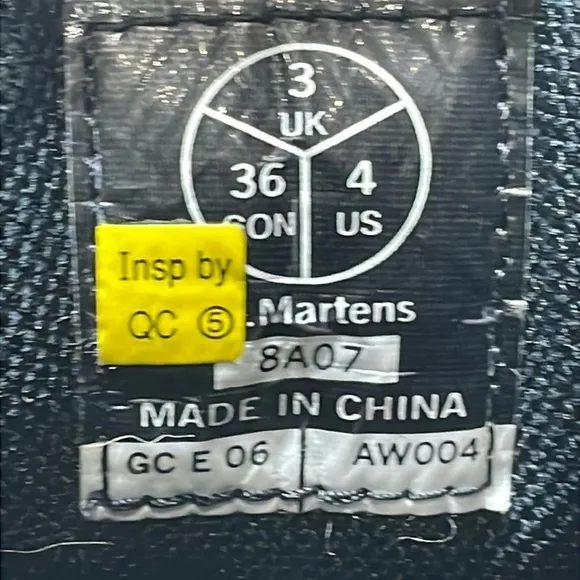 3
UK
36 4
CON US
Insp by
QC ⑤
.Martens
8A07
MADE IN CHINA
GC E 06 AW004